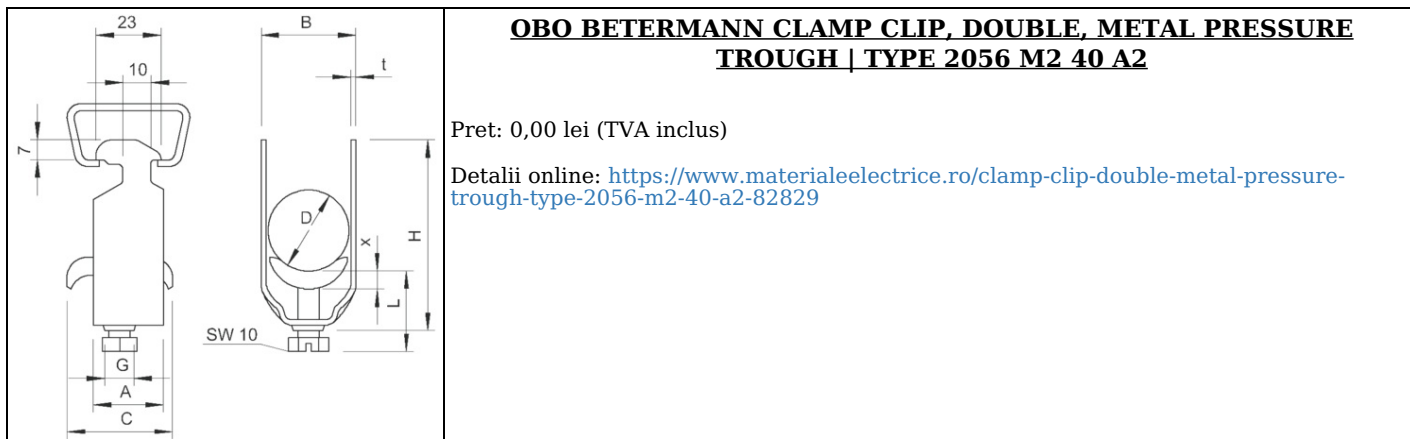 23
10
7
G
A
C
B
t
D
x
H
L
SW 10
OBO BETERMANN CLAMP CLIP, DOUBLE, METAL PRESSURE
TROUGH | TYPE 2056 M2 40 A2
Pret: 0,00 lei (TVA inclus)
Detalii online: https://www.materialeelectrice.ro/clamp-clip-double-metal-pressure-
trough-type-2056-m2-40-a2-82829